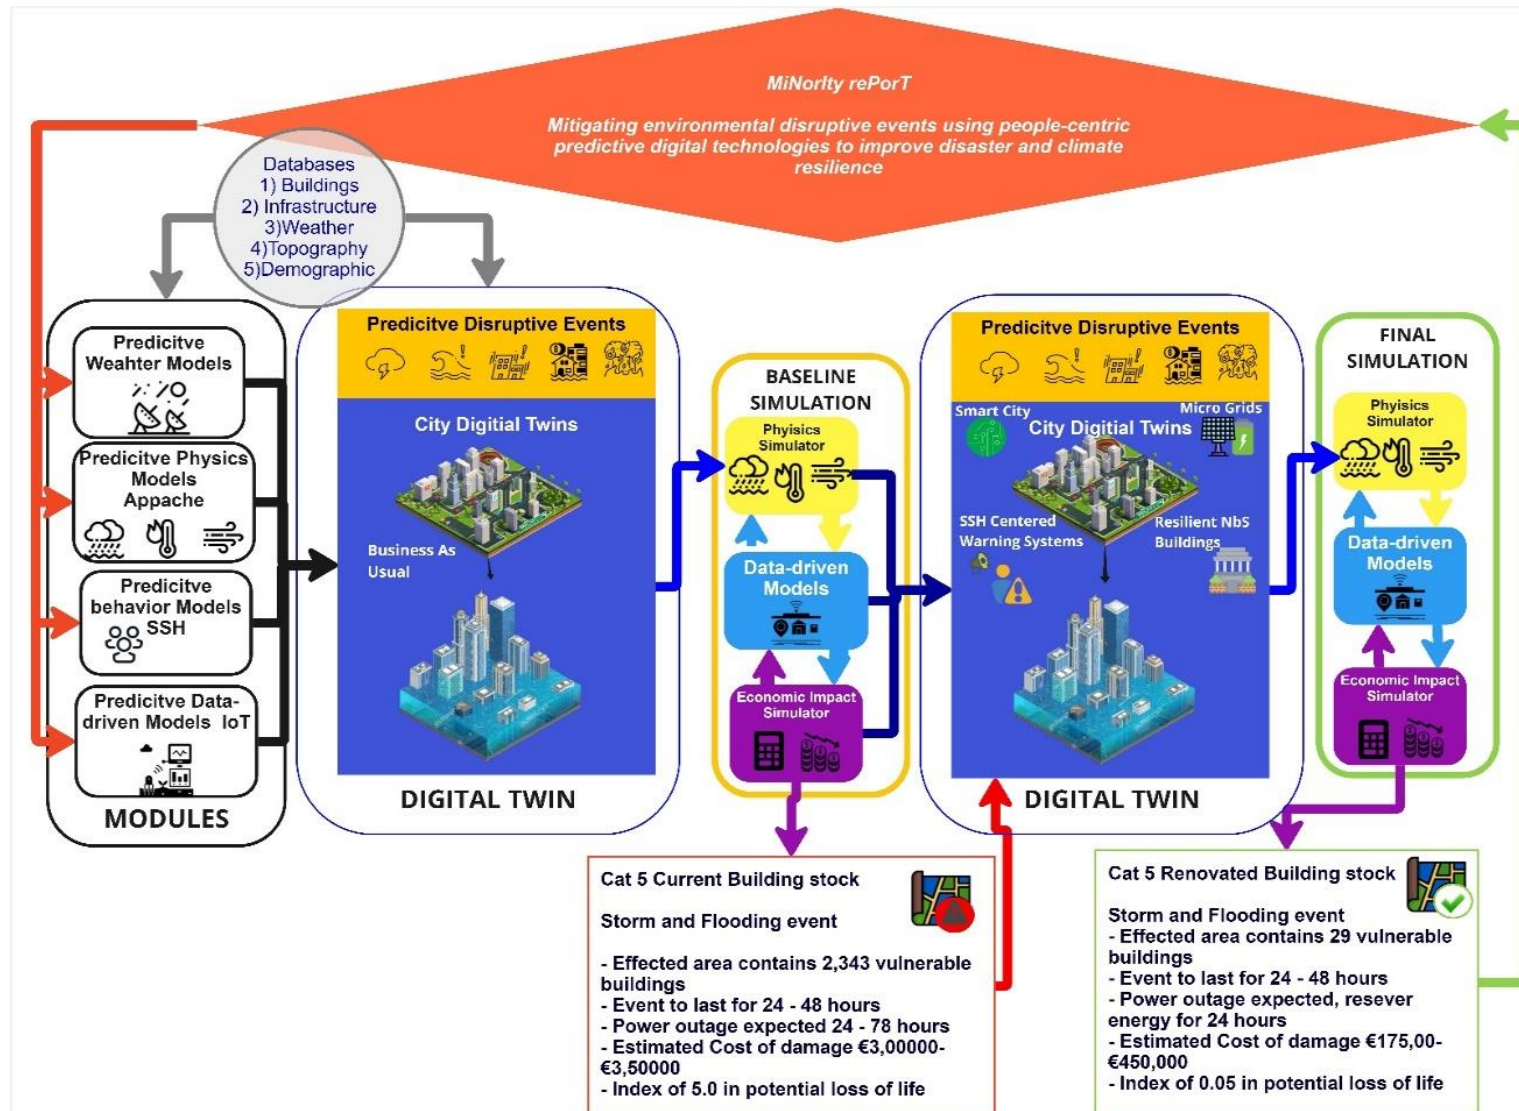 MiNorIty rePorT
Mitigating environmental disruptive events using people-centric
predictive digital technologies to improve disaster and climate
resilience
Databases
1) Buildings
2) Infrastructure
3)Weather
4)Topography
5)Demographic
Predicitve
Weahter Models
Predicitve Physics
Models
Appache
Predicitve
behavior Models
SSH
Predicitve Data-
driven Models IoT
MODULES
Predicitve Disruptive Events
City Digitial Twins
Business As
Usual
DIGITAL TWIN
BASELINE
SIMULATION
Phyisics
Simulator
Data-driven
Models
Economic Impact
Simulator
Predicitve Disruptive Events
Smart City
Micro Grids
City Digitial Twins
SSH Centered
Warning Systems
Resilient NbS
Buildings
DIGITAL TWIN
FINAL
SIMULATION
Phyisics
Simulator
Data-driven
Models
Economic Impact
Simulator
Cat 5 Current Building stock
Storm and Flooding event
- Effected area contains 2,343 vulnerable
buildings
- Event to last for 24 - 48 hours
- Power outage expected 24 - 78 hours
- Estimated Cost of damage €3,00000-
€3,50000
- Index of 5.0 in potential loss of life
Cat 5 Renovated Building stock
Storm and Flooding event
- Effected area contains 29 vulnerable
buildings
- Event to last for 24 - 48 hours
- Power outage expected, resever
energy for 24 hours
- Estimated Cost of damage €175,00-
€450,000
- Index of 0.05 in potential loss of life